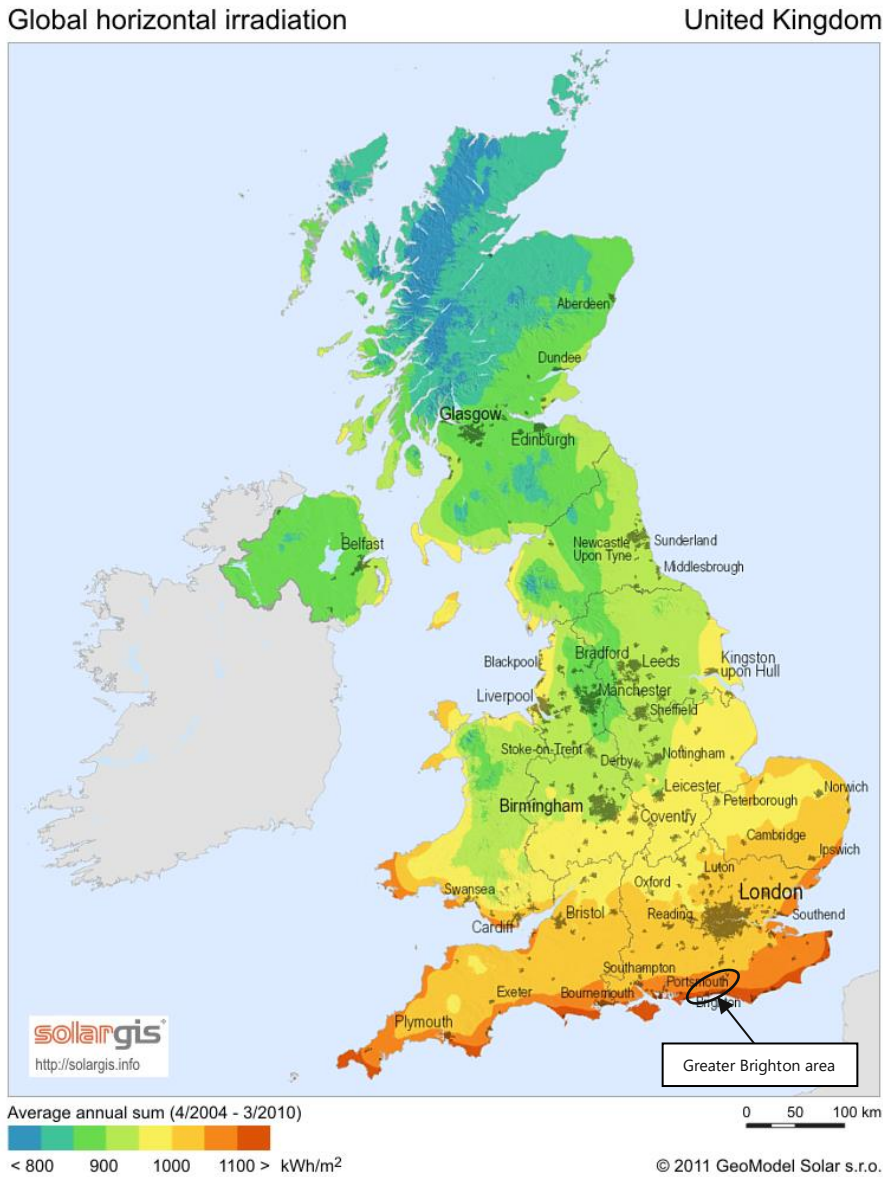 Global horizontal irradiation
United Kingdom
Aberdeen
Dundee
Glasgow
Edinburgh
Belfast
Newcastle
Upon Tyne
Sunderland
Middlesbrough
Blackpool
Bradford
Leeds
Kingston
upon Hull
Liverpool
Manchester
Sheffield
Stoke-on-Trent
Derby
Nottingham
Leicester
Birmingham
Coventry
Peterborough
Norwich
Cambridge
Ipswich
Luton
Swansea
Oxford
London
Cardiff
Bristol
Reading
Southend
Southampton
Portsmouth
Exeter
Bournemouth
Brighton
Plymouth
solargis
http://solargis.info
Greater Brighton area
Average annual sum (4/2004 - 3/2010)
0 50 100 km
< 800 900 1000 1100 > kWh/m²
© 2011 GeoModel Solar s.r.o.